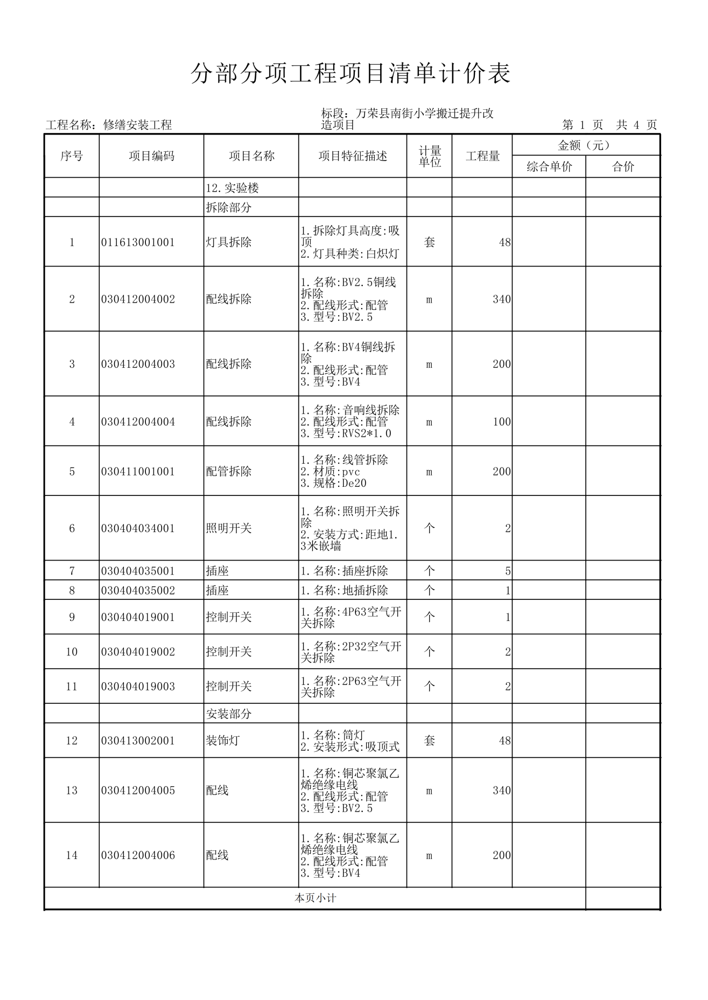 分部分项工程项目清单计价表
工程名称：修缮安装工程
标段：万荣县南街小学搬迁提升改
造项目
第 1 页 共 4 页
序号 项目编码 项目名称 项目特征描述 计量 工程量 金额（元）
单位
综合单价 合价
12.实验楼
拆除部分
1 011613001001 灯具拆除 1.拆除灯具高度:吸
顶
2.灯具种类:白炽灯
套 48
2 030412004002 配线拆除 1.名称:BV2.5铜线
拆除
2.配线形式:配管
3.型号:BV2.5
m 340
3 030412004003 配线拆除 1.名称:BV4铜线拆
除
2.配线形式:配管
3.型号:BV4
m 200
4 030412004004 配线拆除 1.名称:音响线拆除
2.配线形式:配管
3.型号:RVS2*1.0
m 100
5 030411001001 配管拆除 1.名称:线管拆除
2.材质:pvc
3.规格:De20
m 200
6 030404034001 照明开关 1.名称:照明开关拆
除
2.安装方式:距地1.
3米嵌墙
个 2
7 030404035001 插座 1.名称:插座拆除 个 5
8 030404035002 插座 1.名称:地插拆除 个 1
9 030404019001 控制开关 1.名称:4P63空气开
关拆除
个 1
10 030404019002 控制开关 1.名称:2P32空气开
关拆除
个 2
11 030404019003 控制开关 1.名称:2P63空气开
关拆除
个 2
安装部分
12 030413002001 装饰灯 1.名称:筒灯
2.安装形式:吸顶式
套 48
13 030412004005 配线 1.名称:铜芯聚氯乙
烯绝缘电线
2.配线形式:配管
3.型号:BV2.5
m 340
14 030412004006 配线 1.名称:铜芯聚氯乙
烯绝缘电线
2.配线形式:配管
3.型号:BV4
m 200
本页小计